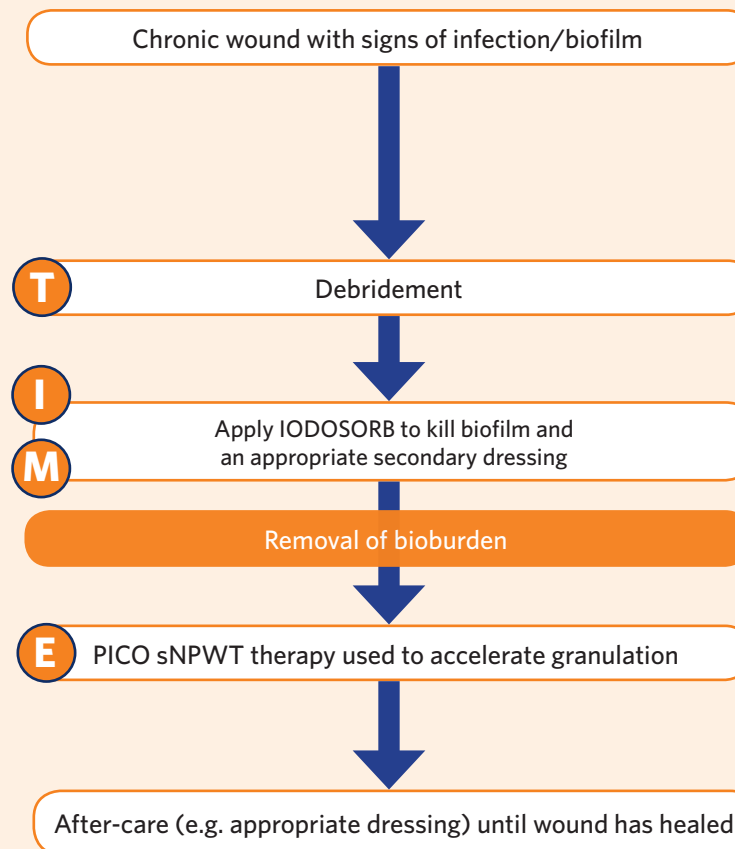 Chronic wound with signs of infection/biofilm
T
Debridement
I
M
Apply IODOSORB to kill biofilm and
an appropriate secondary dressing
Removal of bioburden
E
PICO sNPWT therapy used to accelerate granulation
After-care (e.g. appropriate dressing) until wound has healed